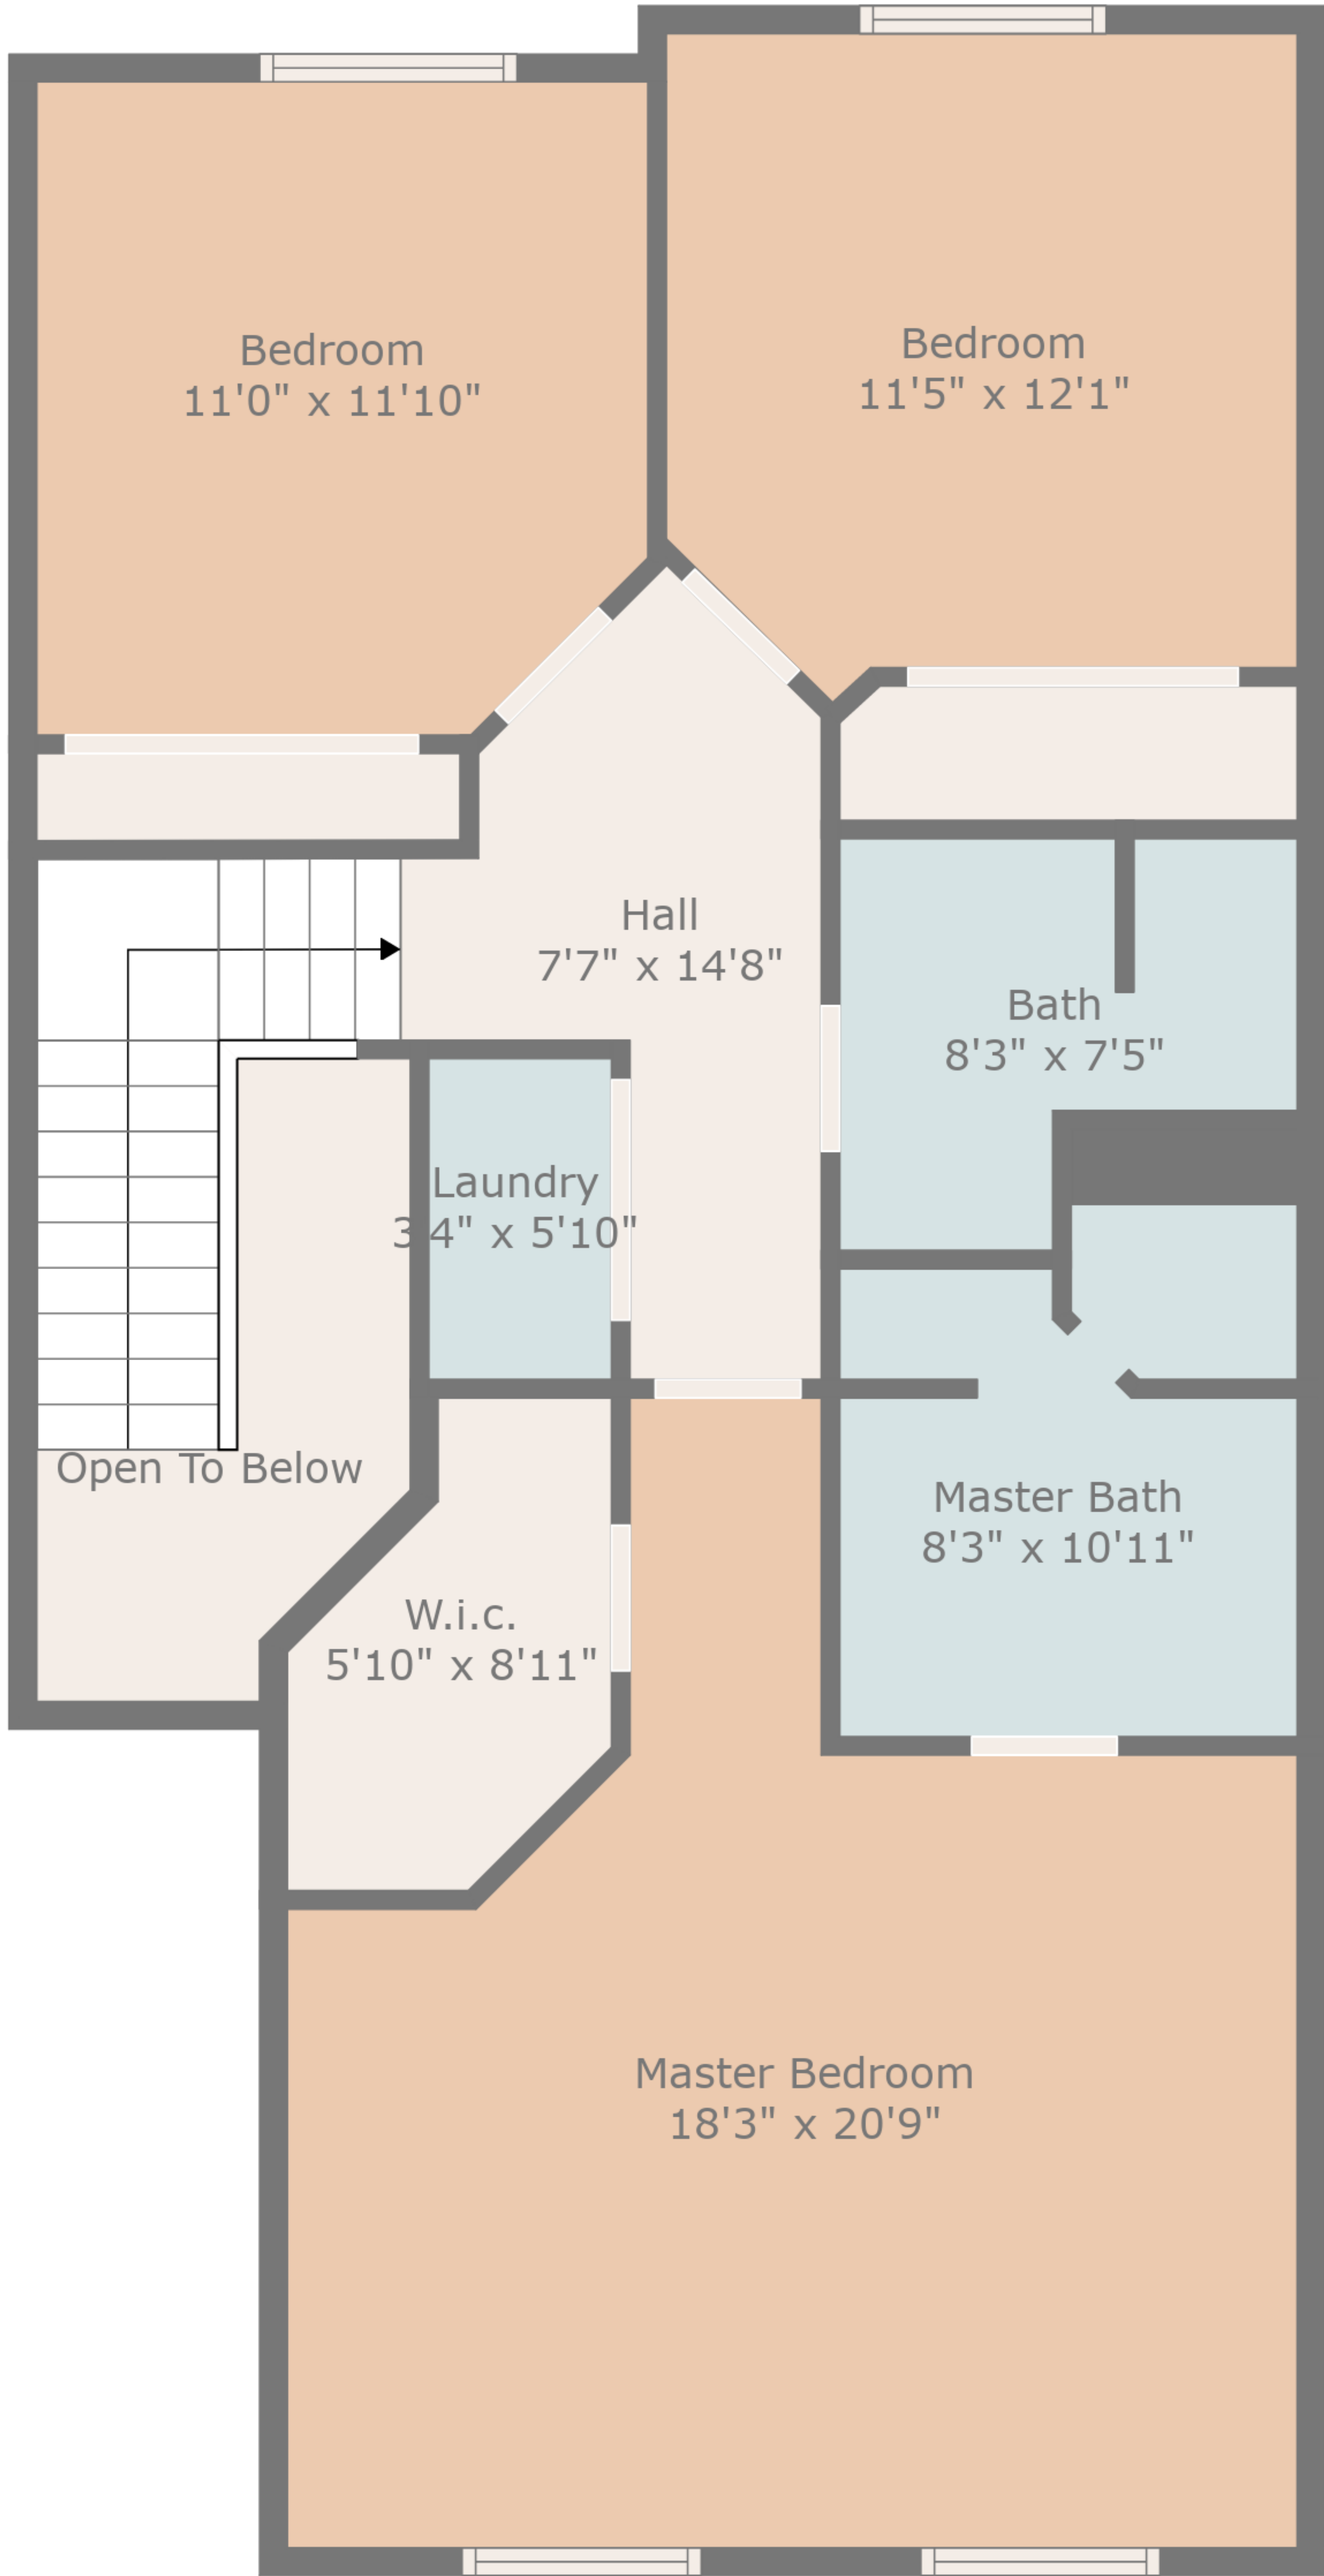 Bedroom
11'0" x 11'10"
Bedroom
11'5" x 12'1"
Hall
7'7" x 14'8"
Bath
8'3" x 7'5"
Laundry
3'4" x 5'10"
Open To Below
Master Bath
8'3" x 10'11"
W.i.c.
5'10" x 8'11"
Master Bedroom
18'3" x 20'9"